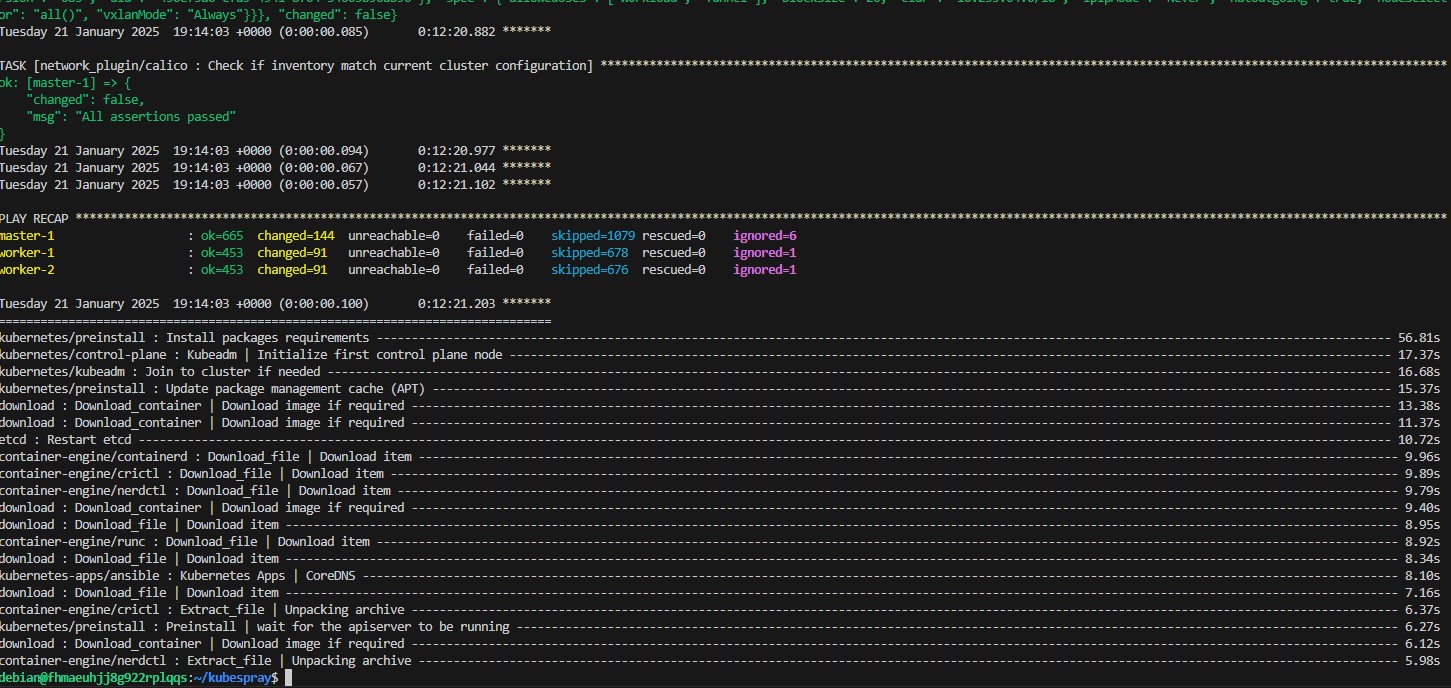 or": "all()", "vxlanMode": "Always"}}}, "changed": false}
Tuesday 21 January 2025  19:14:03 +0000 (0:00:00.085)       0:12:20.882 *******
TASK [network_plugin/calico : Check if inventory match current cluster configuration] *************************************************************************************************************************
ok: [master-1] => {
    "changed": false,
    "msg": "All assertions passed"
}
Tuesday 21 January 2025  19:14:03 +0000 (0:00:00.094)       0:12:20.977 *******
Tuesday 21 January 2025  19:14:03 +0000 (0:00:00.067)       0:12:21.044 *******
Tuesday 21 January 2025  19:14:03 +0000 (0:00:00.057)       0:12:21.102 *******
PLAY RECAP ****************************************************************************************************************************************************************************************************
master-1                   : ok=665  changed=144  unreachable=0    failed=0    skipped=1079 rescued=0    ignored=6
worker-1                   : ok=453  changed=91   unreachable=0    failed=0    skipped=678  rescued=0    ignored=1
worker-2                   : ok=453  changed=91   unreachable=0    failed=0    skipped=676  rescued=0    ignored=1
Tuesday 21 January 2025  19:14:03 +0000 (0:00:00.100)       0:12:21.203 *******
===============================================================================
kubernetes/preinstall : Install packages requirements --- 56.81s
kubernetes/control-plane : Kubeadm | Initialize first control plane node --- 17.37s
kubernetes/kubeadm : Join to cluster if needed --- 16.68s
kubernetes/preinstall : Update package management cache (APT) --- 15.37s
download : Download_container | Download image if required --- 13.38s
download : Download_container | Download image if required --- 11.37s
etcd : Restart etcd --- 10.72s
container-engine/containerd : Download_file | Download item --- 9.96s
container-engine/crictl : Download_file | Download item --- 9.89s
container-engine/nerdctl : Download_file | Download item --- 9.79s
download : Download_container | Download image if required --- 9.40s
download : Download_file | Download item --- 8.95s
container-engine/runc : Download_file | Download item --- 8.92s
download : Download_file | Download item --- 8.34s
kubernetes-apps/ansible : Kubernetes Apps | CoreDNS --- 8.10s
download : Download_file | Download item --- 7.16s
container-engine/crictl : Extract_file | Unpacking archive --- 6.37s
kubernetes/preinstall : Preinstall | wait for the apiserver to be running --- 6.27s
download : Download_container | Download image if required --- 6.12s
container-engine/nerdctl : Extract_file | Unpacking archive --- 5.98s
debian@fhmaeuhjj8g922rplqqs:~/kubespray$